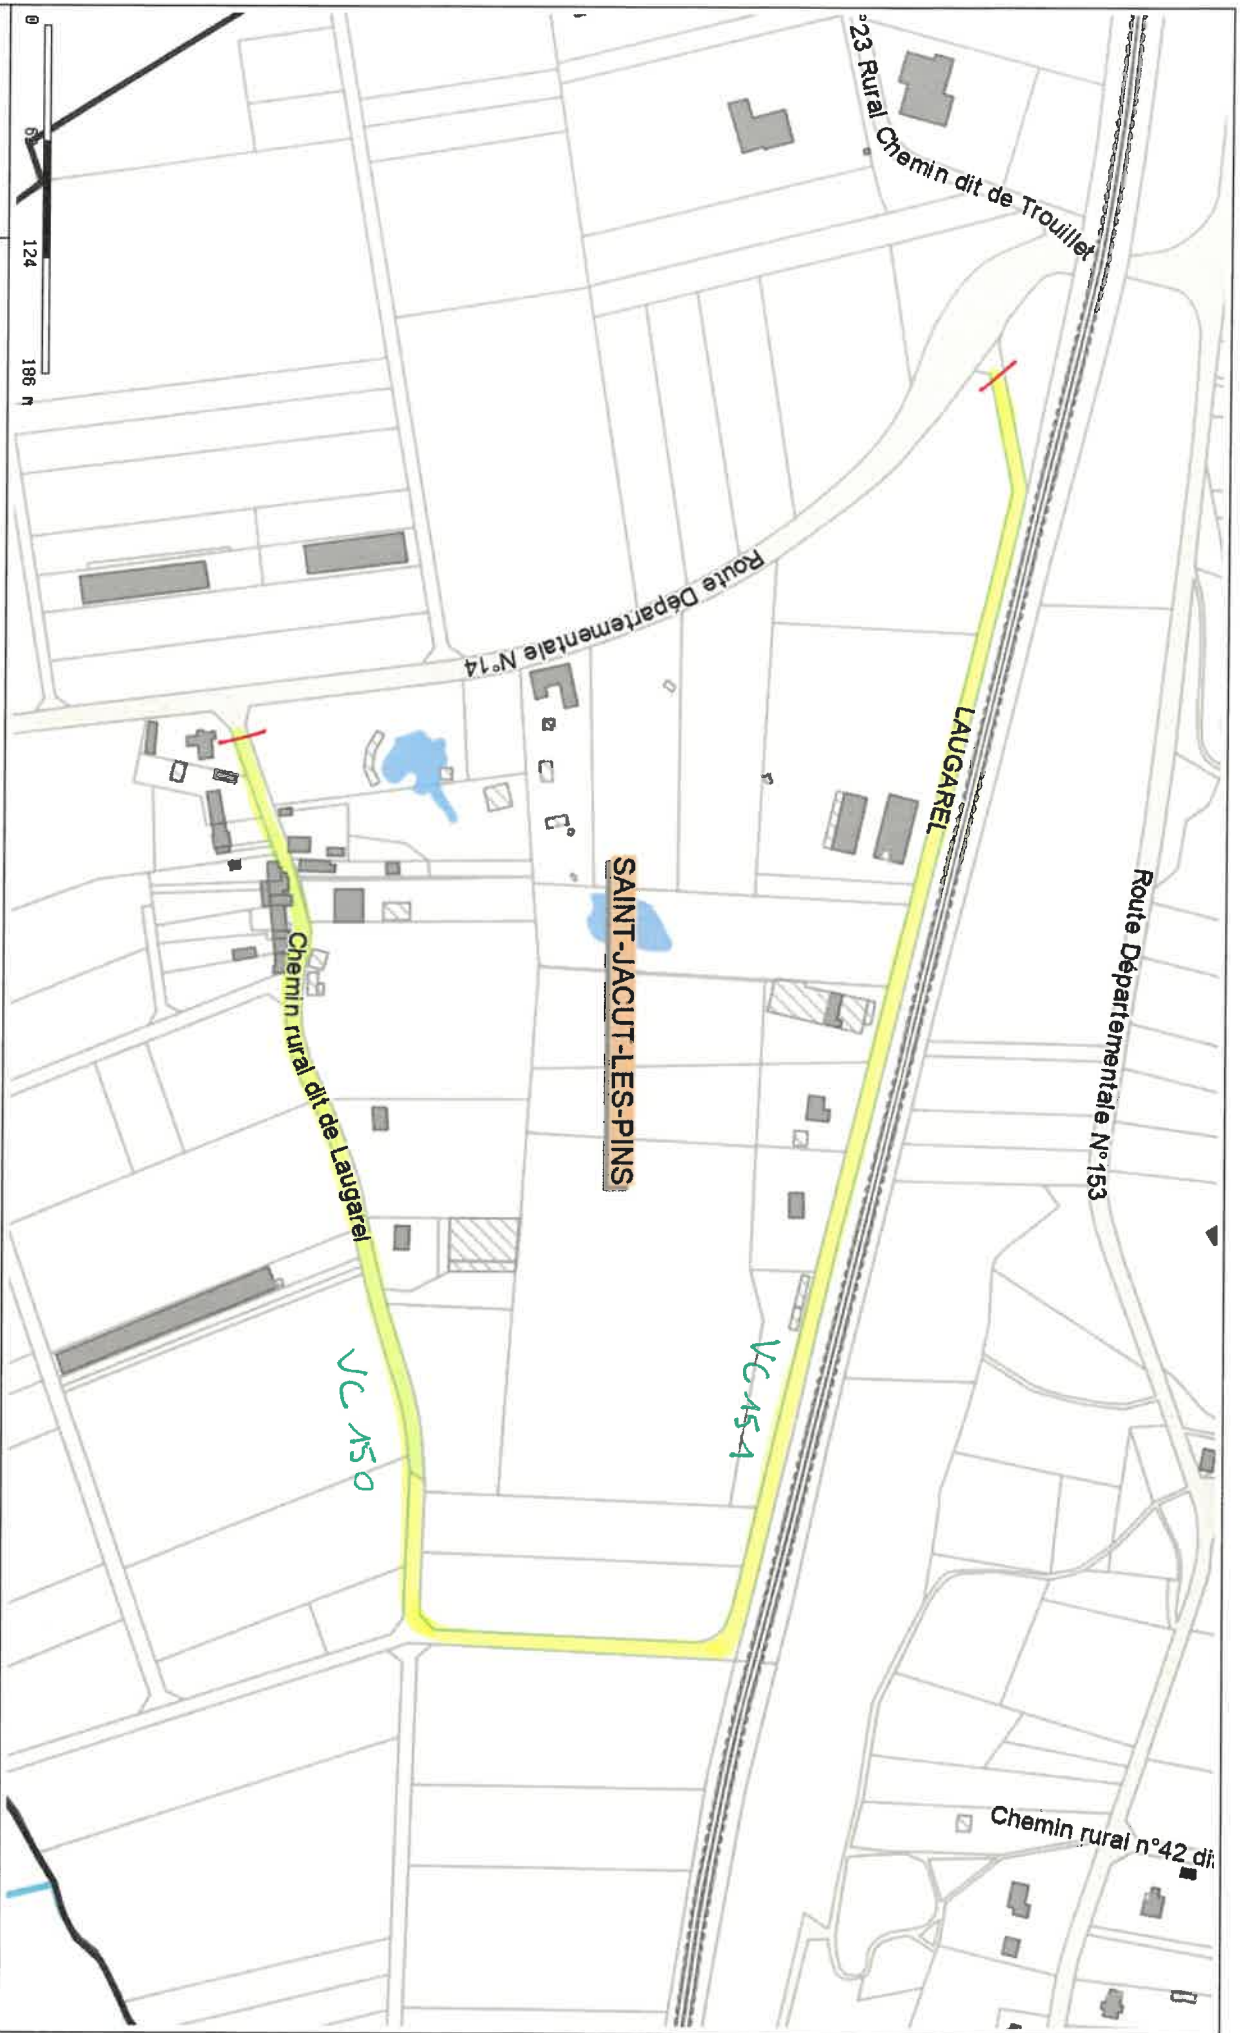 °23 Rural Chemin dit de Trouillet
Route Départementale N°14
LAUGAREL
Route Départementale N°153
SAINT-JACUT-LES-PINS
Chemin rural dit de Laugarel
VC 151
VC 150
Chemin rural n°42 di
0
124
186 m